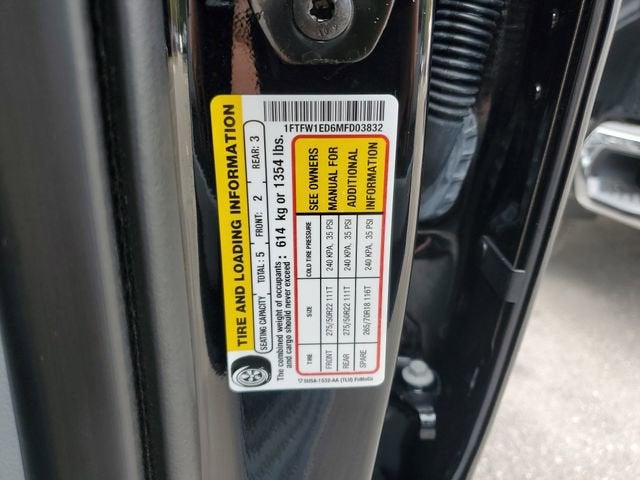 1FTFW1ED6MFD03832
TIRE AND LOADING INFORMATION
SEATING CAPACITY TOTAL: 5 FRONT: 2 REAR: 3
The combined weight of occupants
and cargo should never exceed : 614 kg or 1354 lbs.
TIRE SIZE COLD TIRE PRESSURE SEE OWNERS
FRONT 275/50R22 111T 240 KPA, 35 PSI MANUAL FOR
REAR 275/50R22 111T 240 KPA, 35 PSI ADDITIONAL
SPARE 265/70R18 116T 240 KPA, 35 PSI INFORMATION